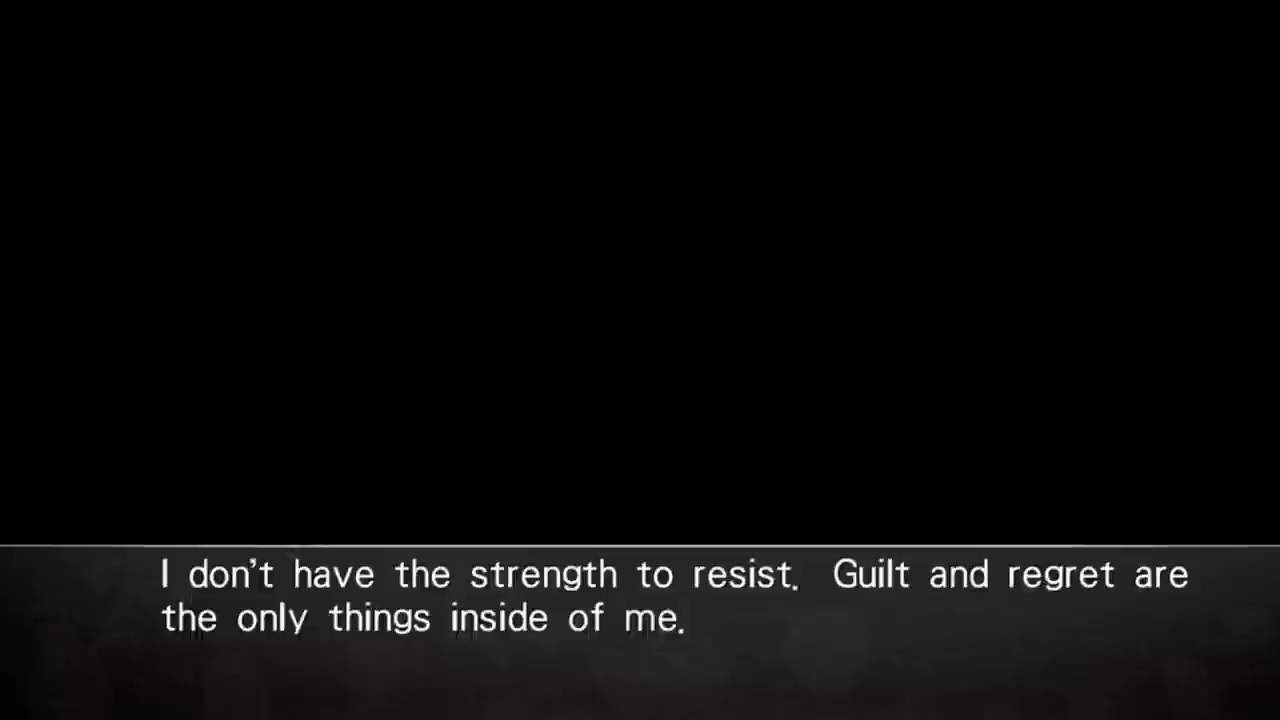 I don't have the strength to resist. Guilt and regret are
the only things inside of me.